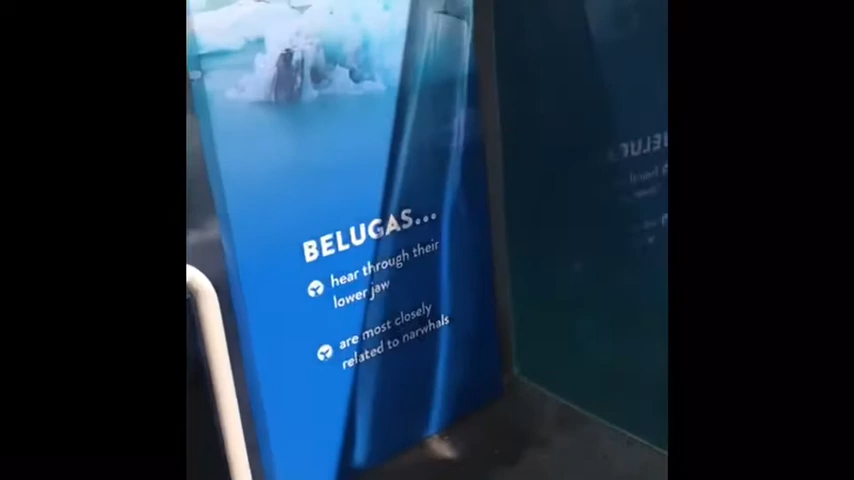 BELUGAS...
hear through their
lower jaw
are most closely
related to narwhals